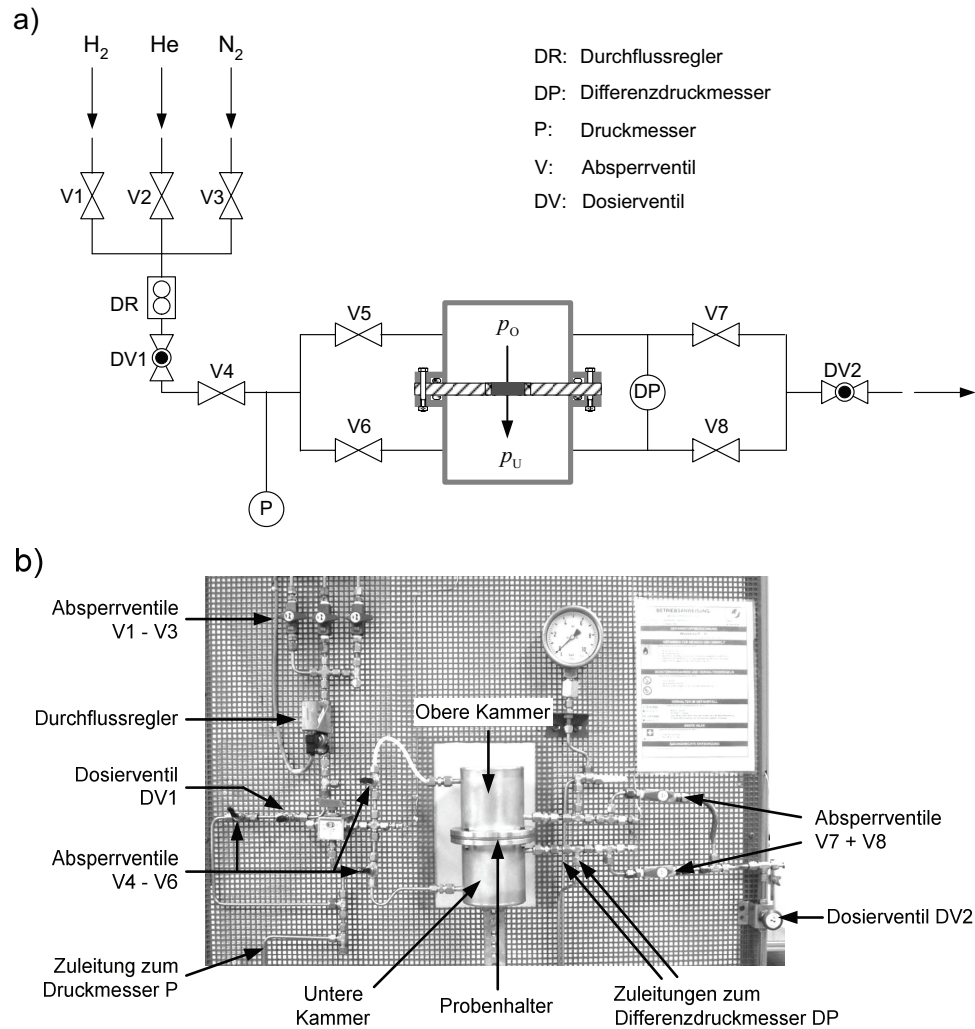 a)
H2
He
N2
DR: Durchflussregler
DP: Differenzdruckmesser
P: Druckmesser
V: Absperrventil
DV: Dosierventil
V1
V2
V3
DR
DV1
V4
V5
V6
pO
pU
V7
DP
DV2
V8
P
b)
Absperrventile
V1 - V3
Durchflussregler
Dosierventil
DV1
Absperrventile
V4 - V6
Zuleitung zum
Druckmesser P
Obere Kammer
BETRIEBSANWEISUNG
Absperrventile
V7 + V8
Dosierventil DV2
Untere
Kammer
Probenhalter
Zuleitungen zum
Differenzdruckmesser DP